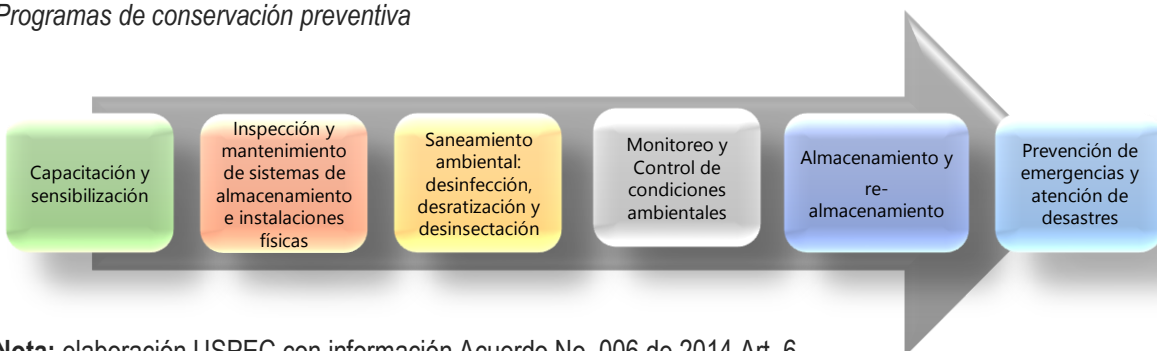 Programas de conservación preventiva
Capacitación y
sensibilización
Inspección y
mantenimiento
de sistemas de
almacenamiento
e instalaciones
físicas
Saneamiento
ambiental:
desinfección,
desratización y
desinsectación
Monitoreo y
Control de
condiciones
ambientales
Almacenamiento y
re-
almacenamiento
Prevención de
emergencias y
atención de
desastres
Nota: elaboración USPEC con información Acuerdo No. 006 de 2014 Art. 6